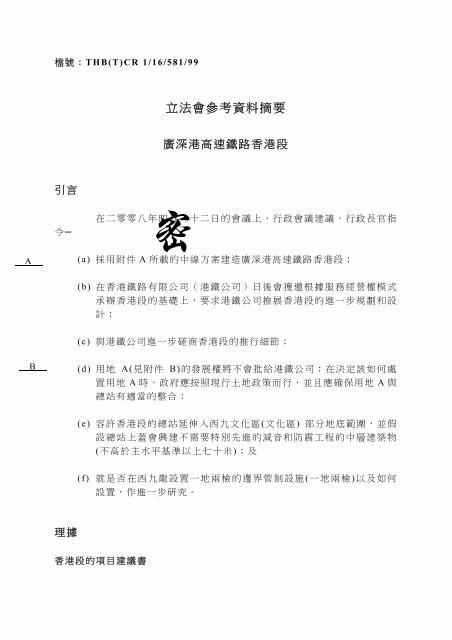 檔號：THB(T)CR 1/16/581/99
立法會參考資料摘要
廣深港高速鐵路香港段
引言
在二零零八年四 十二日的會議上，行政會議建議，行政長官指
令－
密
A
(a) 採用附件 A 所載的中線方案建造廣深港高速鐵路香港段；
(b) 在香港鐵路有限公司（港鐵公司）日後會獲邀根據服務經營權模式
承辦香港段的基礎上，要求港鐵公司推展香港段的進一步規劃和設
計；
(c) 與港鐵公司進一步磋商香港段的推行細節；
B
(d) 用地 A(見附件 B)的發展權將不會批給港鐵公司；在決定該如何處
置用地 A 時，政府應按照現行土地政策而行，並且應確保用地 A 與
總站有適當的整合；
(e) 容許香港段的總站延伸入西九文化區(文化區) 部分地底範圍，並假
設總站上蓋會興建不需要特別先進的減音和防震工程的中層建築物
(不高於主水平基準以上七十米)；及
(f) 就是否在西九龍設置一地兩檢的邊界管制設施(一地兩檢)以及如何
設置，作進一步研究。
理據
香港段的項目建議書